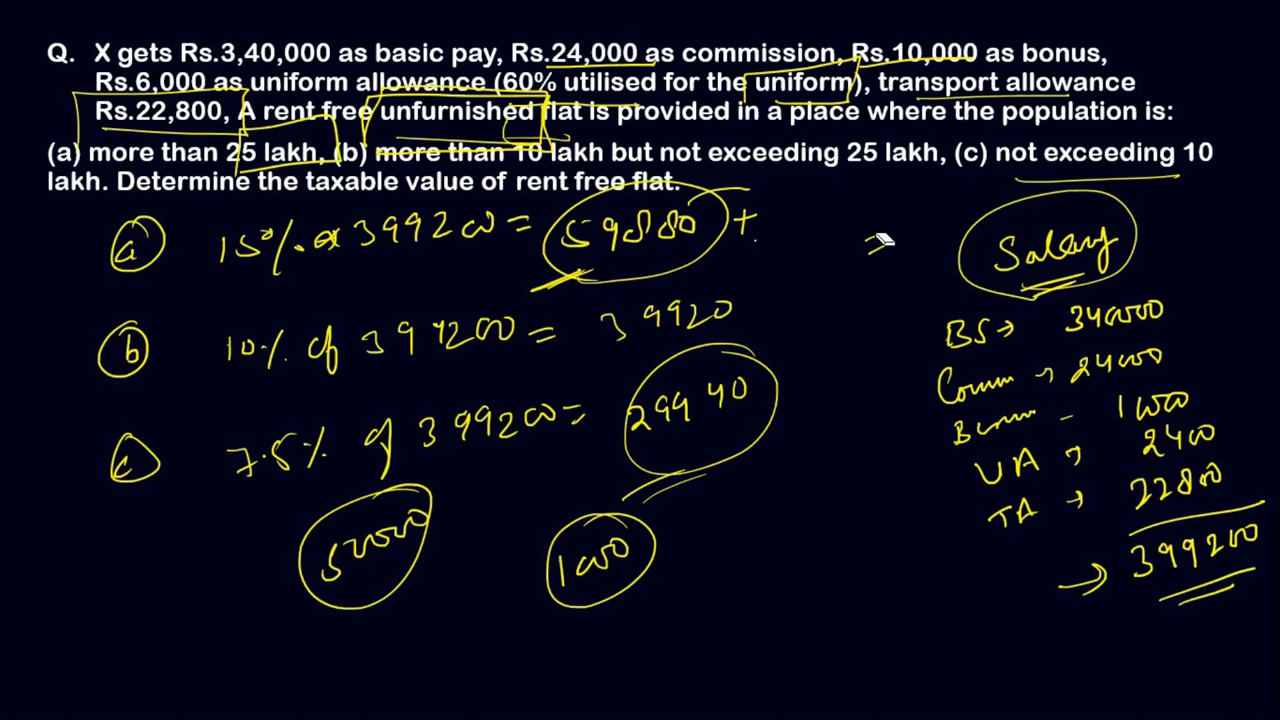 Q. X gets Rs.3,40,000 as basic pay, Rs.24,000 as commission, Rs.10,000 as bonus,
Rs.6,000 as uniform allowance (60% utilised for the uniform), transport allowance
Rs.22,800, A rent free unfurnished flat is provided in a place where the population is:
(a) more than 25 lakh, (b) more than 10 lakh but not exceeding 25 lakh, (c) not exceeding 10
lakh. Determine the taxable value of rent free flat.
a 15% of 399200 = 59880 +
b 10% of 399200 = 39920
c 7.5% of 399200 = 29940
50000 1000
⇒ Salary
BS → 340000
Comm → 24000
Bonus - 10000
UA → 2400
TA → 22800
→ 399200